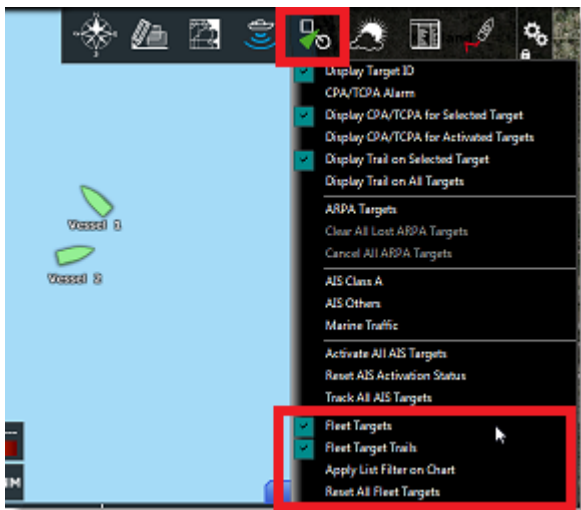 and
Display Target ID
CPA/TCPA Alarm
Display CPA/TCPA for Selected Target
Display CPA/TCPA for Activated Targets
Display Trail on Selected Target
Display Trail on All Targets
ARPA Targets
Clear All Lost ARPA Targets
Cancel All ARPA Targets
AIS Class A
AIS Others
Marine Traffic
Activate All AIS Targets
Reset AIS Activation Status
Track All AIS Targets
Fleet Targets
Fleet Target Trails
Apply List Filter on Chart
Reset All Fleet Targets
Vessel 1
Vessel 2